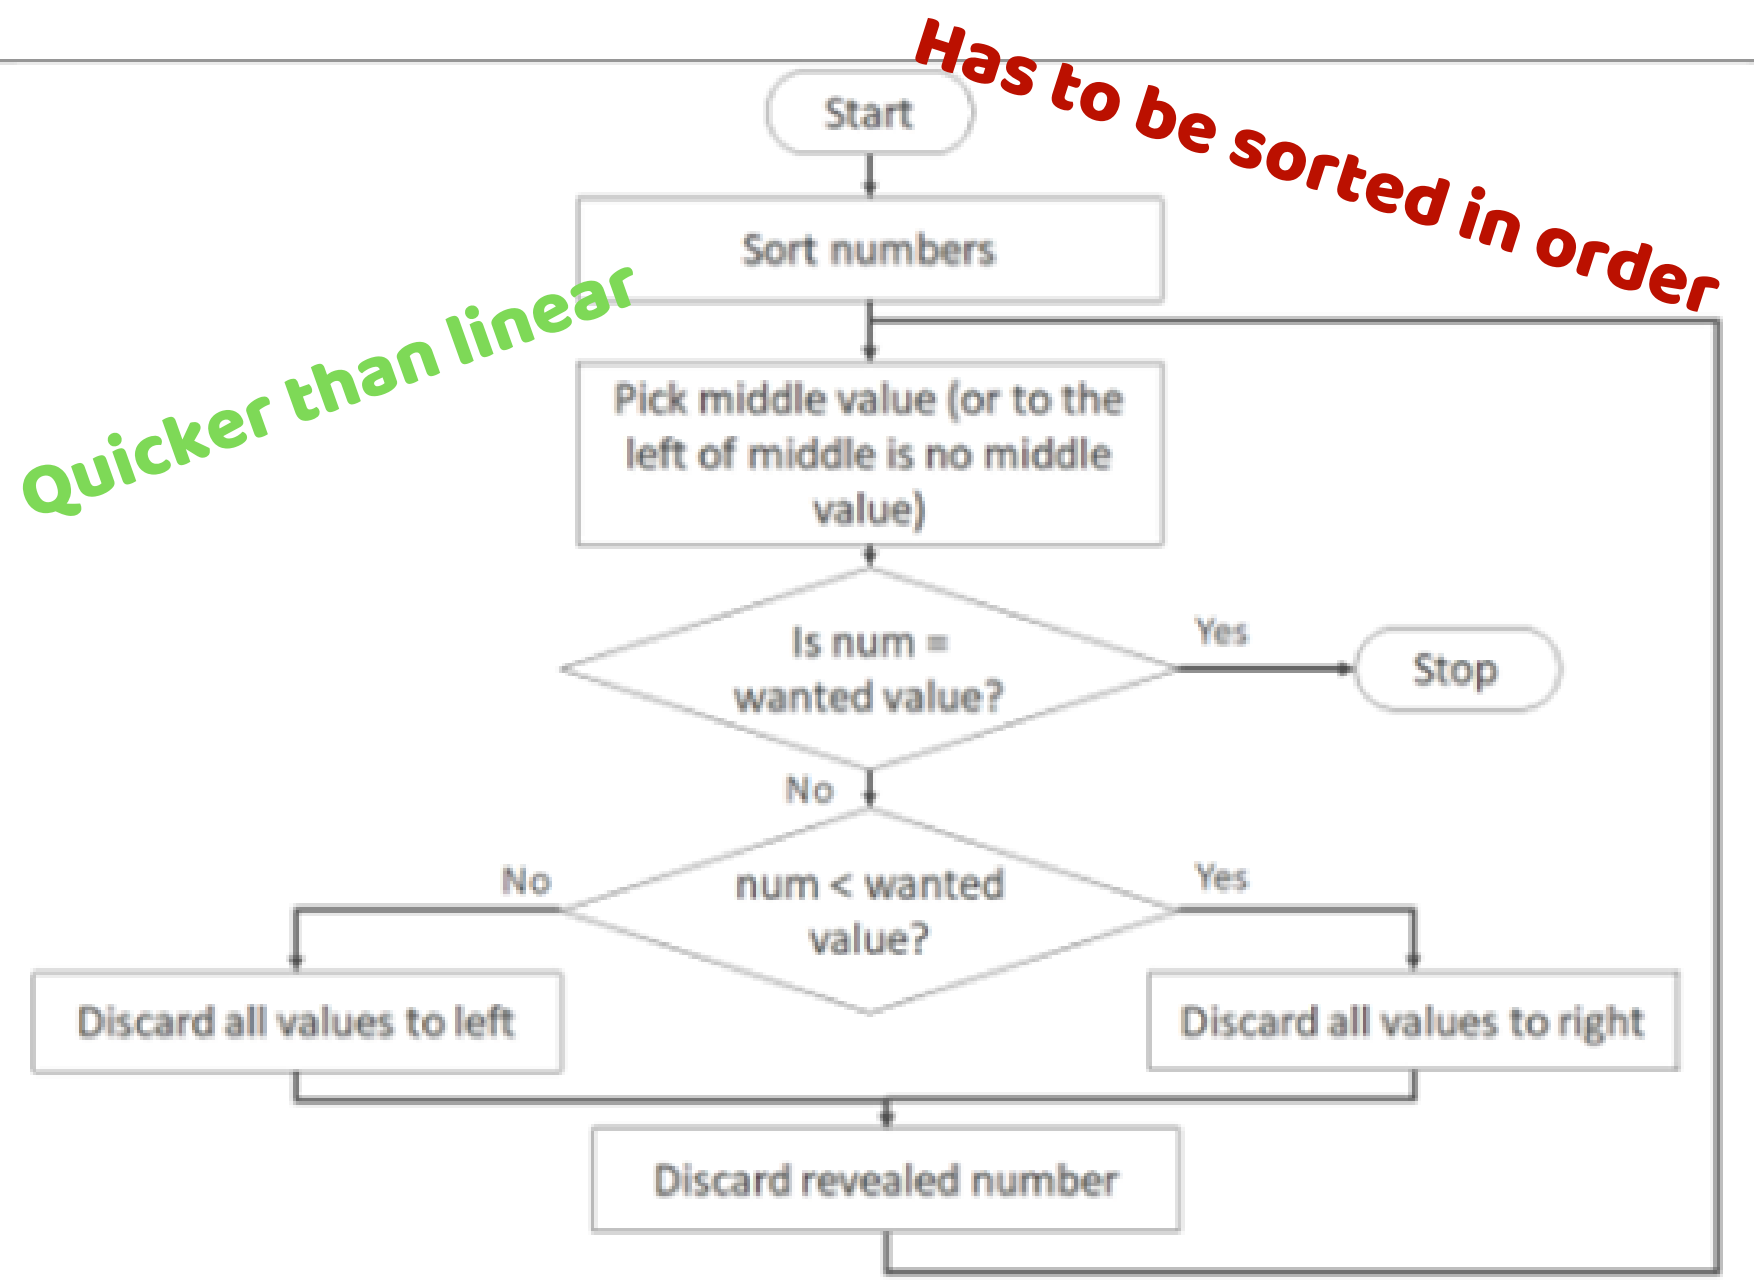 Has to be sorted in order
Start
Sort numbers
Quicker than linear
Pick middle value (or to the
left of middle is no middle
value)
Is num =
wanted value?
Yes
Stop
No
num < wanted
value?
No
Yes
Discard all values to left
Discard all values to right
Discard revealed number